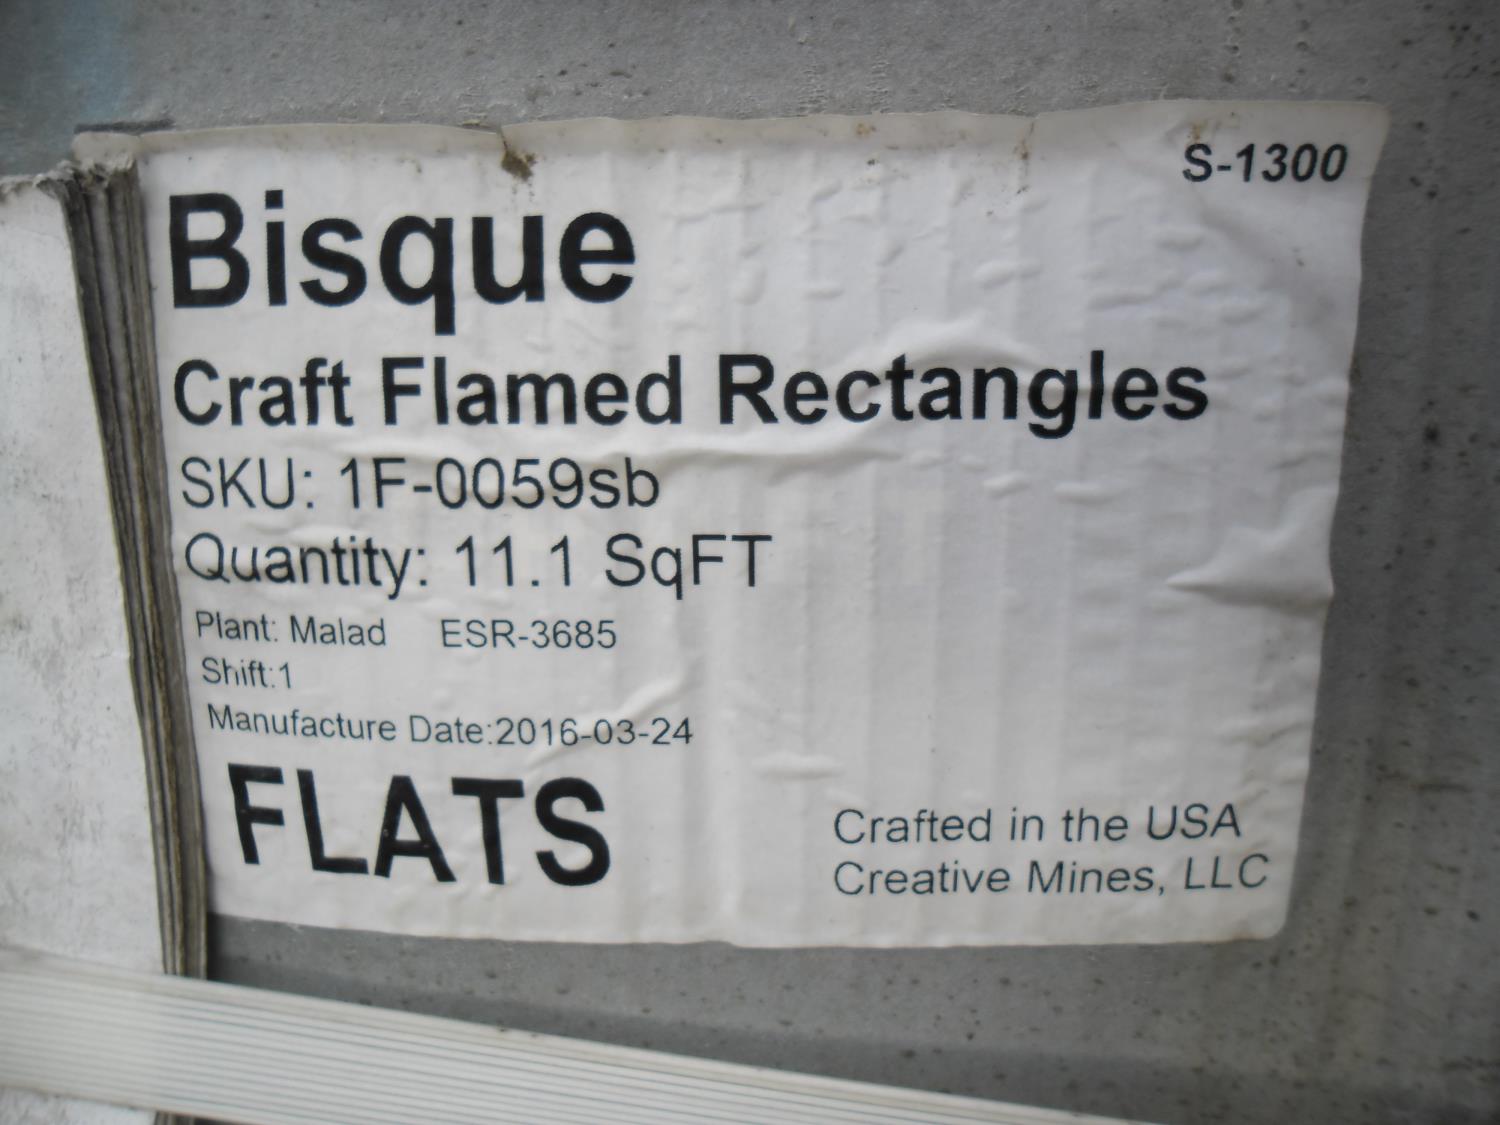 S-1300
Bisque
Craft Flamed Rectangles
SKU: 1F-0059sb
Quantity: 11.1 SqFT
Plant: Malad ESR-3685
Shift:1
Manufacture Date:2016-03-24
FLATS
Crafted in the USA
Creative Mines, LLC